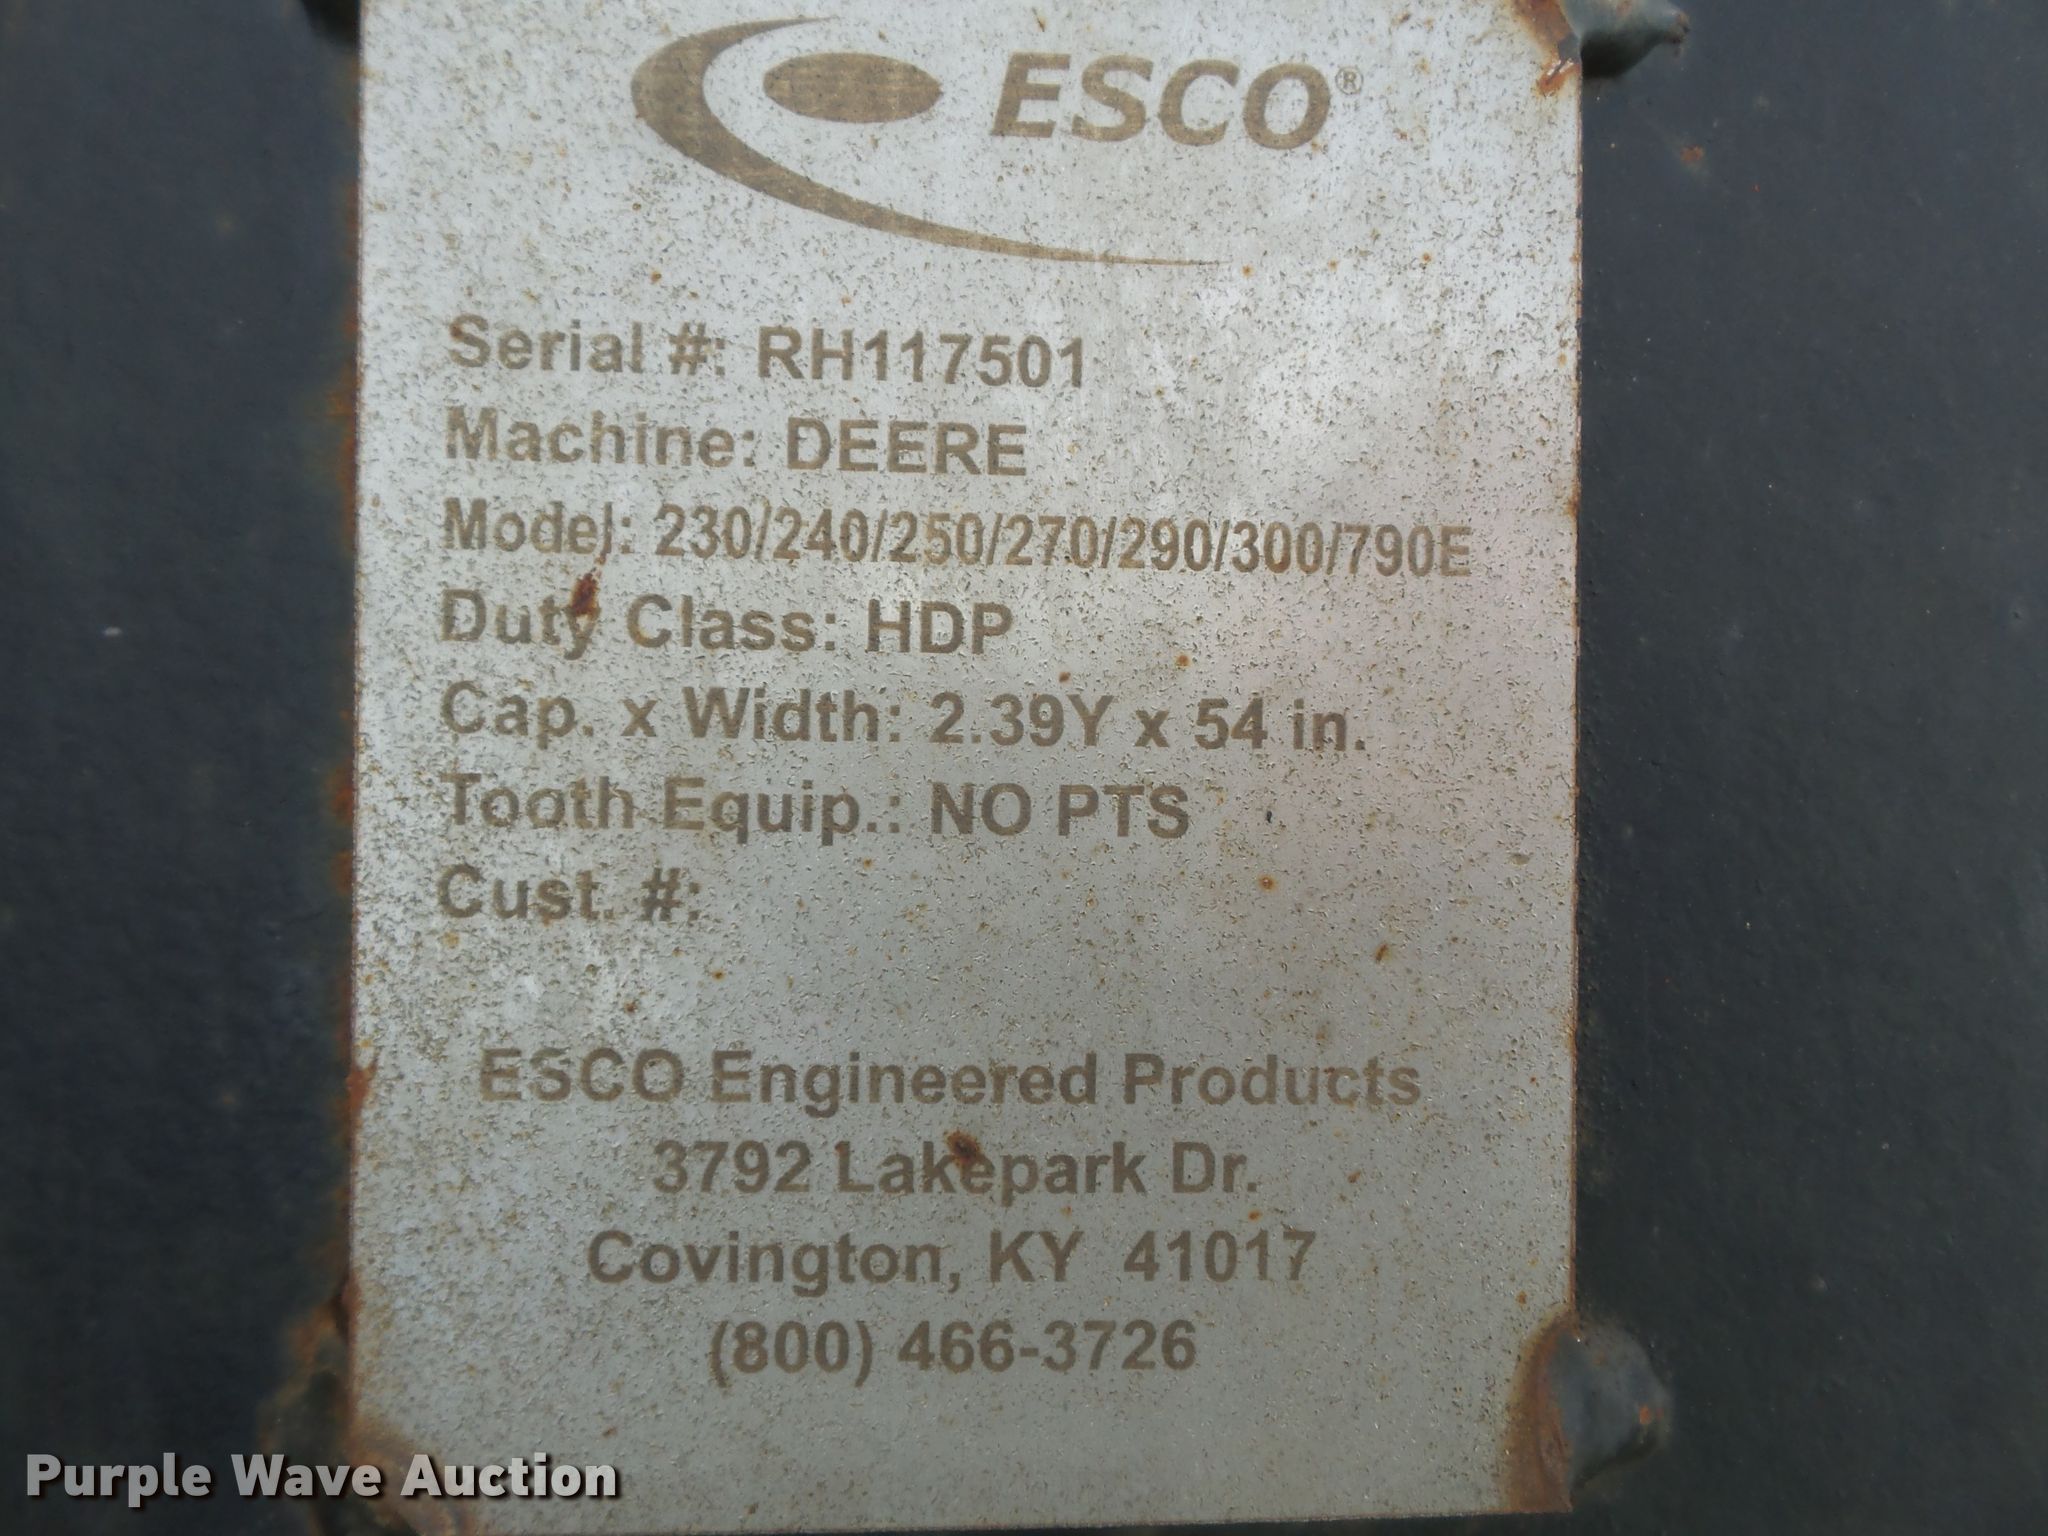 ESCO®
Serial #: RH117501
Machine: DEERE
Model: 230/240/250/270/290/300/790E
Duty Class: HDP
Cap. x Width: 2.39Y x 54 in.
Tooth Equip.: NO PTS
Cust. #:
ESCO Engineered Products
3792 Lakepark Dr.
Covington, KY 41017
(800) 466-3726
Purple Wave Auction